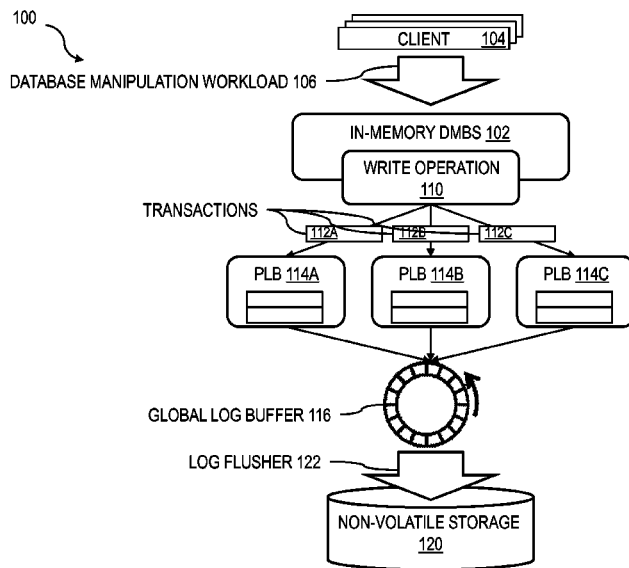 100
CLIENT 104
DATABASE MANIPULATION WORKLOAD 106
IN-MEMORY DMBS 102
WRITE OPERATION
110
TRANSACTIONS
112A 112B 112C
PLB 114A PLB 114B PLB 114C
GLOBAL LOG BUFFER 116
LOG FLUSHER 122
NON-VOLATILE STORAGE
120